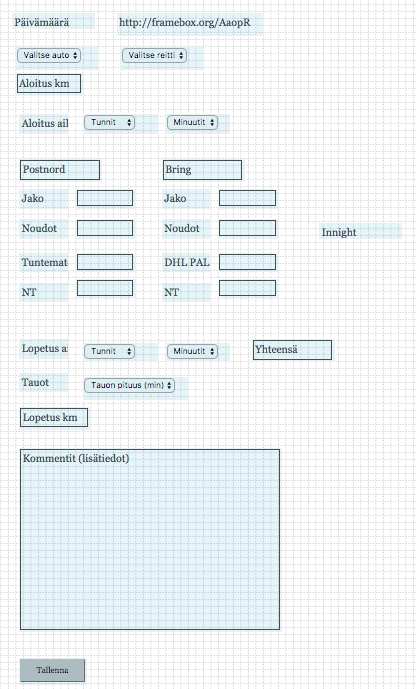 Päivämäärä http://framebox.org/AaopR
Valitse auto Valitse reitti
Aloitus km
Aloitus ail Tunnit Minuutit
Postnord Bring
Jako Jako
Noudot Noudot
Innight
Tuntemat DHL PAL
NT NT
Lopetus ai Tunnit Minuutit Yhteensä
Tauot Tauon pituus (min)
Lopetus km
Kommentit (lisätiedot)
Tallenna